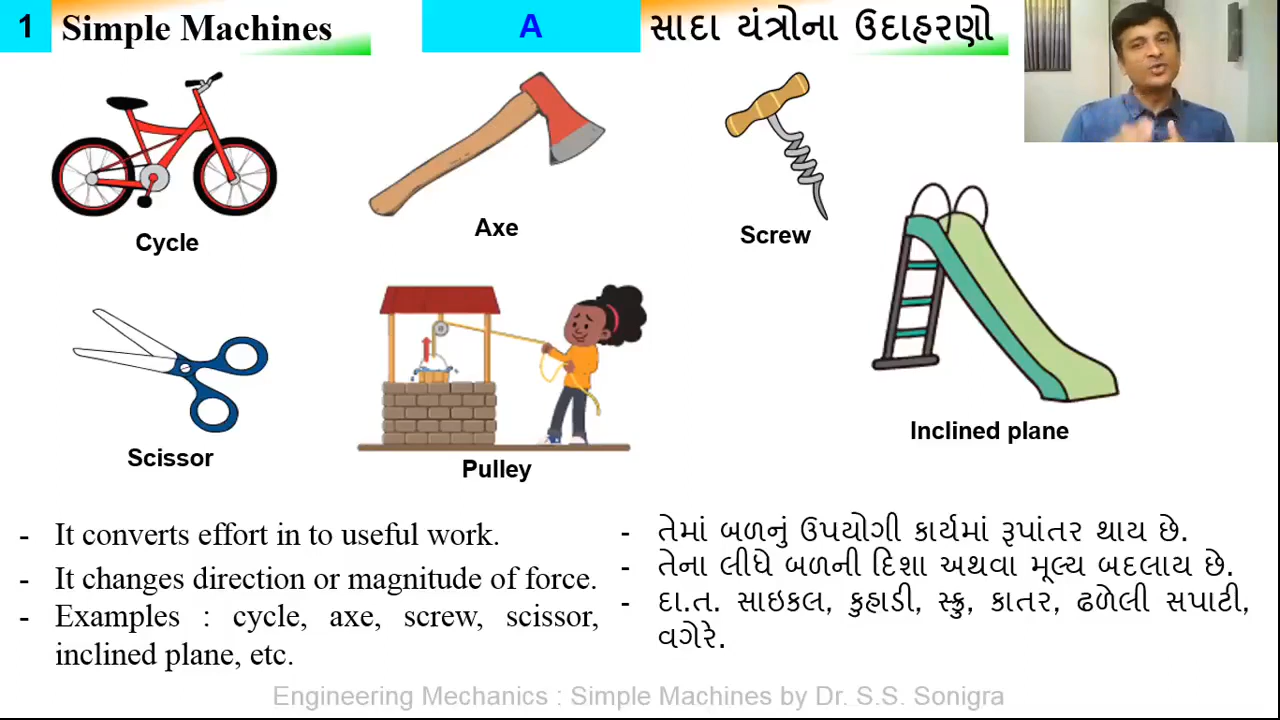 1 Simple Machines
A
સાદા યંત્રોના ઉદાહરણો
Cycle
Axe
Screw
Scissor
Pulley
Inclined plane
- It converts effort in to useful work.
- It changes direction or magnitude of force.
- Examples : cycle, axe, screw, scissor,
inclined plane, etc.
- તેમાં બળનું ઉપયોગી કાર્યમાં રૂપાંતર થાય છે.
- તેના લીધે બળની દિશા અથવા મૂલ્ય બદલાય છે.
- દા.ત. સાઇકલ, કુહાડી, સ્ક્રુ, કાતર, ઢળેલી સપાટી,
વગેરે.
Engineering Mechanics : Simple Machines by Dr. S.S. Sonigra